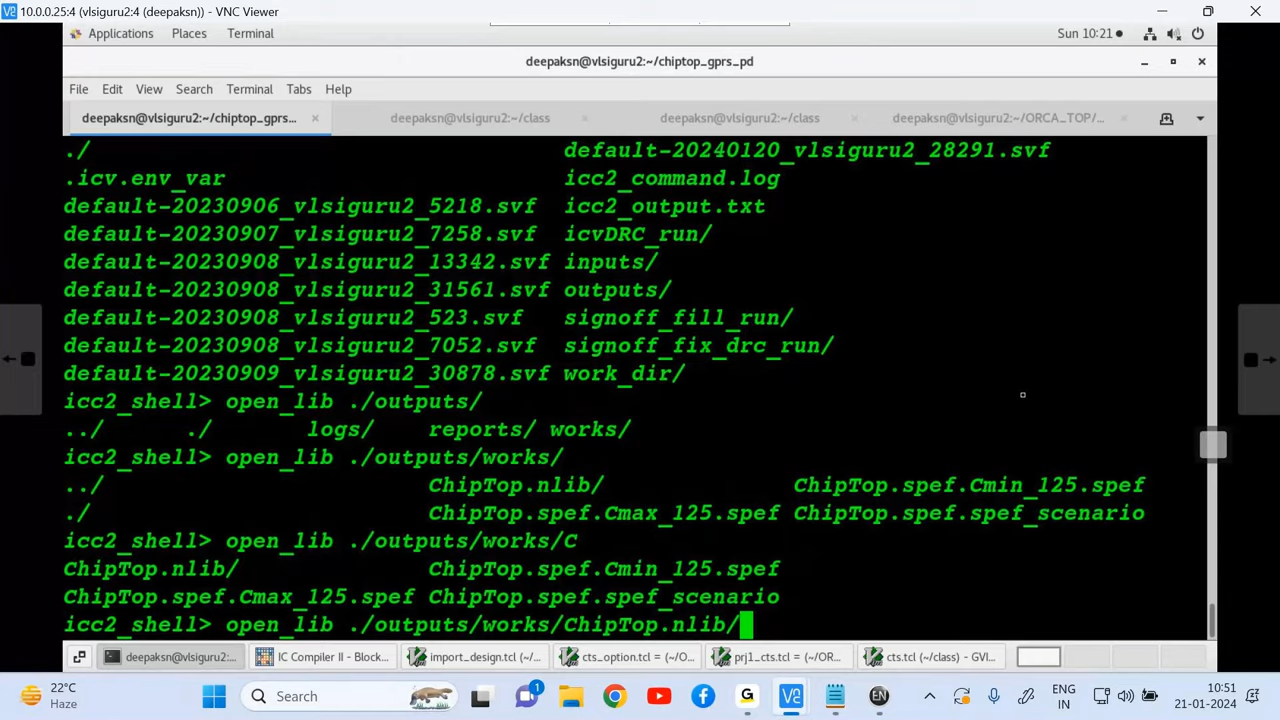 10.0.0.25:4 (vlsiguru2:4 (deepaksn)) - VNC Viewer
Applications Places Terminal Sun 10:21
deepaksn@vlsiguru2:~/chiptop_gprs_pd
File Edit View Search Terminal Tabs Help
deepaksn@vlsiguru2:~/chiptop_gprs... deepaksn@vlsiguru2:~/class deepaksn@vlsiguru2:~/class deepaksn@vlsiguru2:~/ORCA_TOP/...
./ default-20240120_vlsiguru2_28291.svf
.icv.env_var icc2_command.log
default-20230906_vlsiguru2_5218.svf icc2_output.txt
default-20230907_vlsiguru2_7258.svf icvDRC_run/
default-20230908_vlsiguru2_13342.svf inputs/
default-20230908_vlsiguru2_31561.svf outputs/
default-20230908_vlsiguru2_523.svf signoff_fill_run/
default-20230908_vlsiguru2_7052.svf signoff_fix_drc_run/
default-20230909_vlsiguru2_30878.svf work_dir/
icc2_shell> open_lib ./outputs/
../ ./ logs/ reports/ works/
icc2_shell> open_lib ./outputs/works/
../ ChipTop.nlib/ ChipTop.spef.Cmin_125.spef
./ ChipTop.spef.Cmax_125.spef ChipTop.spef.spef_scenario
icc2_shell> open_lib ./outputs/works/C
ChipTop.nlib/ ChipTop.spef.Cmin_125.spef
ChipTop.spef.Cmax_125.spef ChipTop.spef.spef_scenario
icc2_shell> open_lib ./outputs/works/ChipTop.nlib/
deepaksn@vlsiguru2:... IC Compiler II - Block... import_design.tcl (~/... cts_option.tcl = (~/O... prj1_cts.tcl = (~/OR... cts.tcl (~/class) - GVI...
22°C
Haze
Search
1
ENG
IN
10:51
21-01-2024